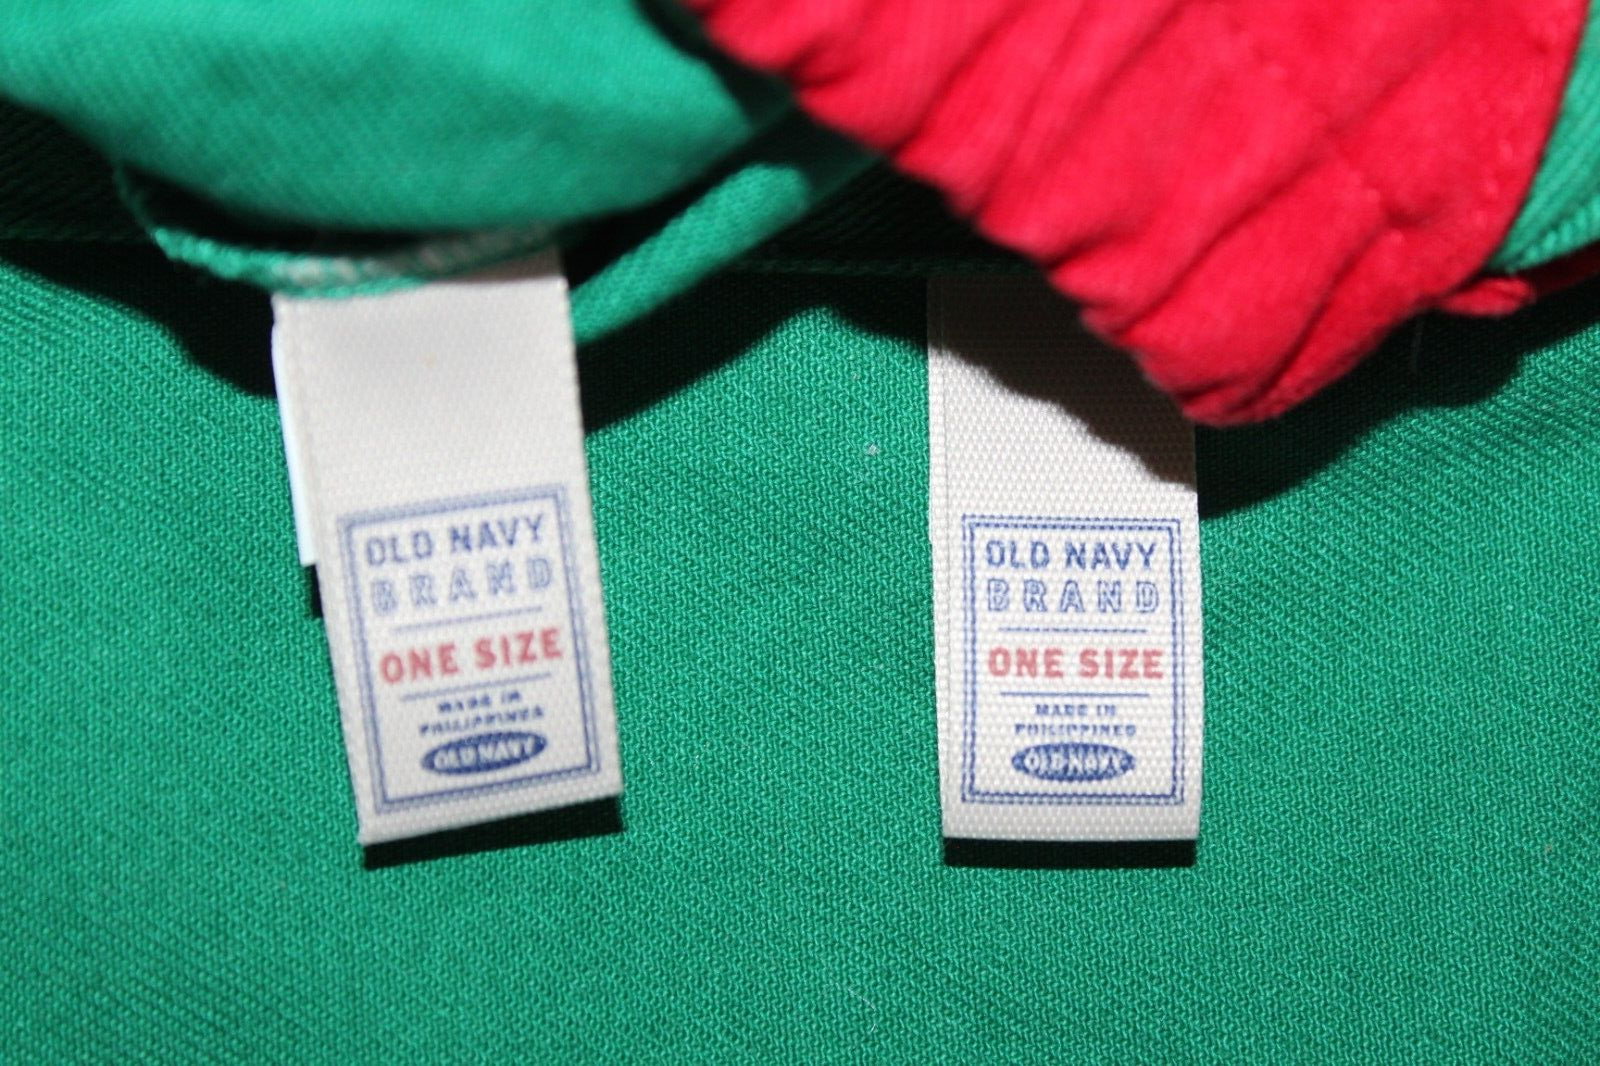 OLD NAVY
BRAND
ONE SIZE
MADE IN
PHILIPPINES
OLD NAVY
OLD NAVY
BRAND
ONE SIZE
MADE IN
PHILIPPINES
OLD NAVY